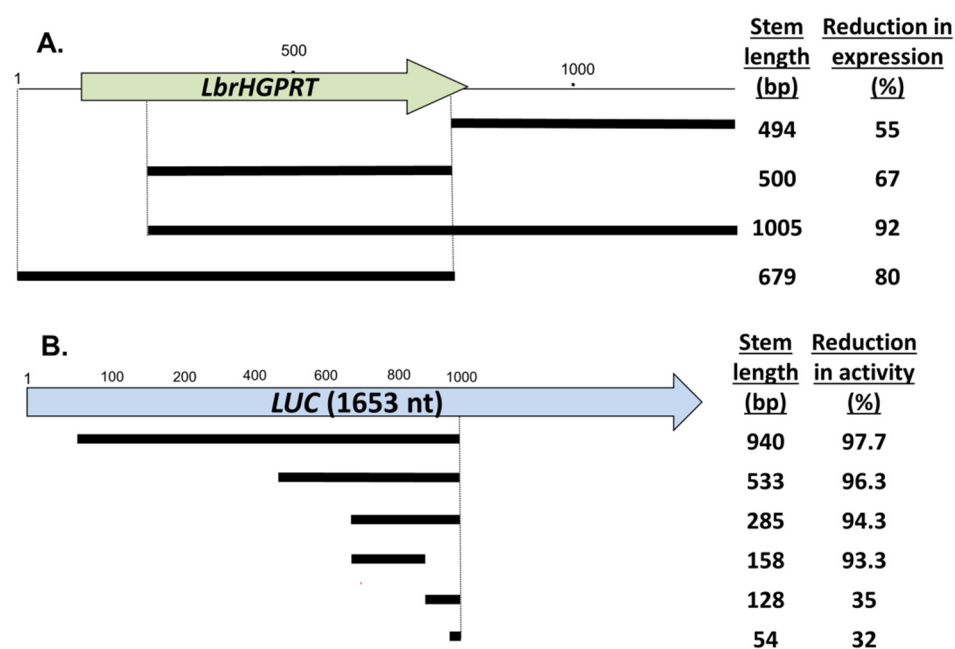 A.
Stem length (bp)
Reduction in expression (%)
1
500
1000
LbrHGPRT
494 55
500 67
1005 92
679 80
B.
Stem length (bp)
Reduction in activity (%)
1 100 200 400 600 800 1000
LUC (1653 nt)
940 97.7
533 96.3
285 94.3
158 93.3
128 35
54 32